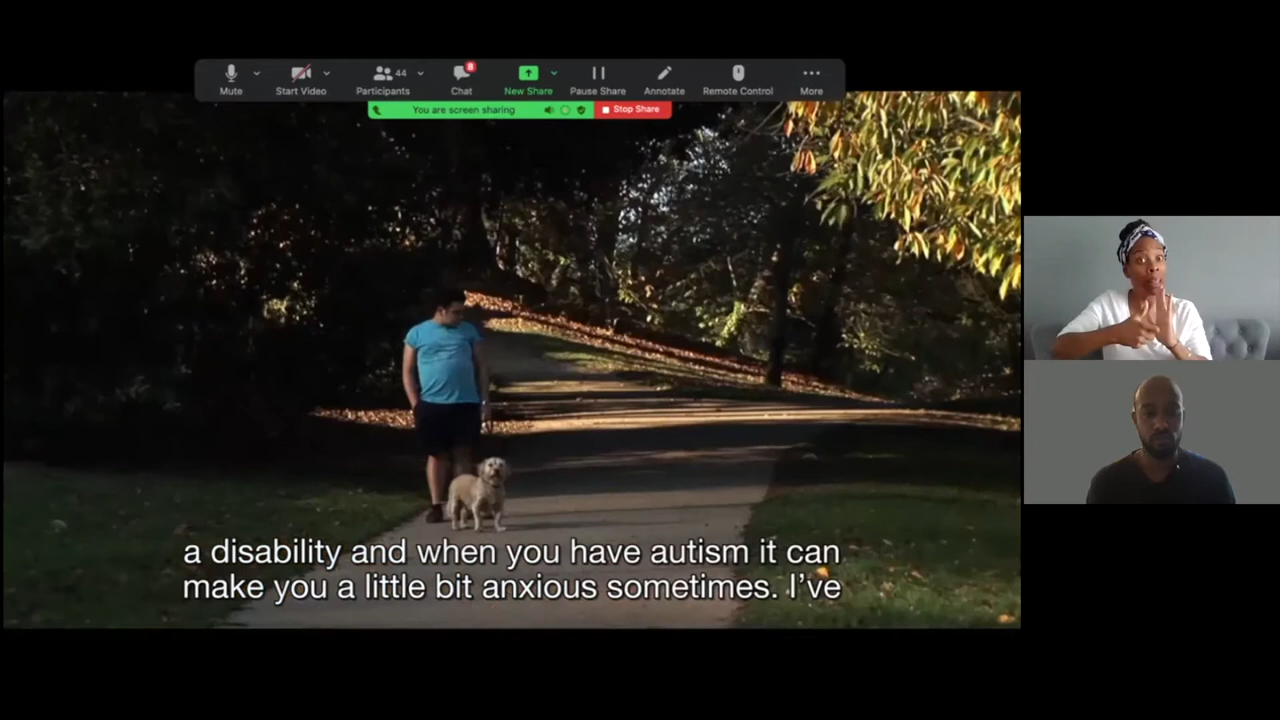 44
8
Mute
Start Video
Participants
Chat
New Share
Pause Share
Annotate
Remote Control
More
You are screen sharing
Stop Share
a disability and when you have autism it can
make you a little bit anxious sometimes. I’ve